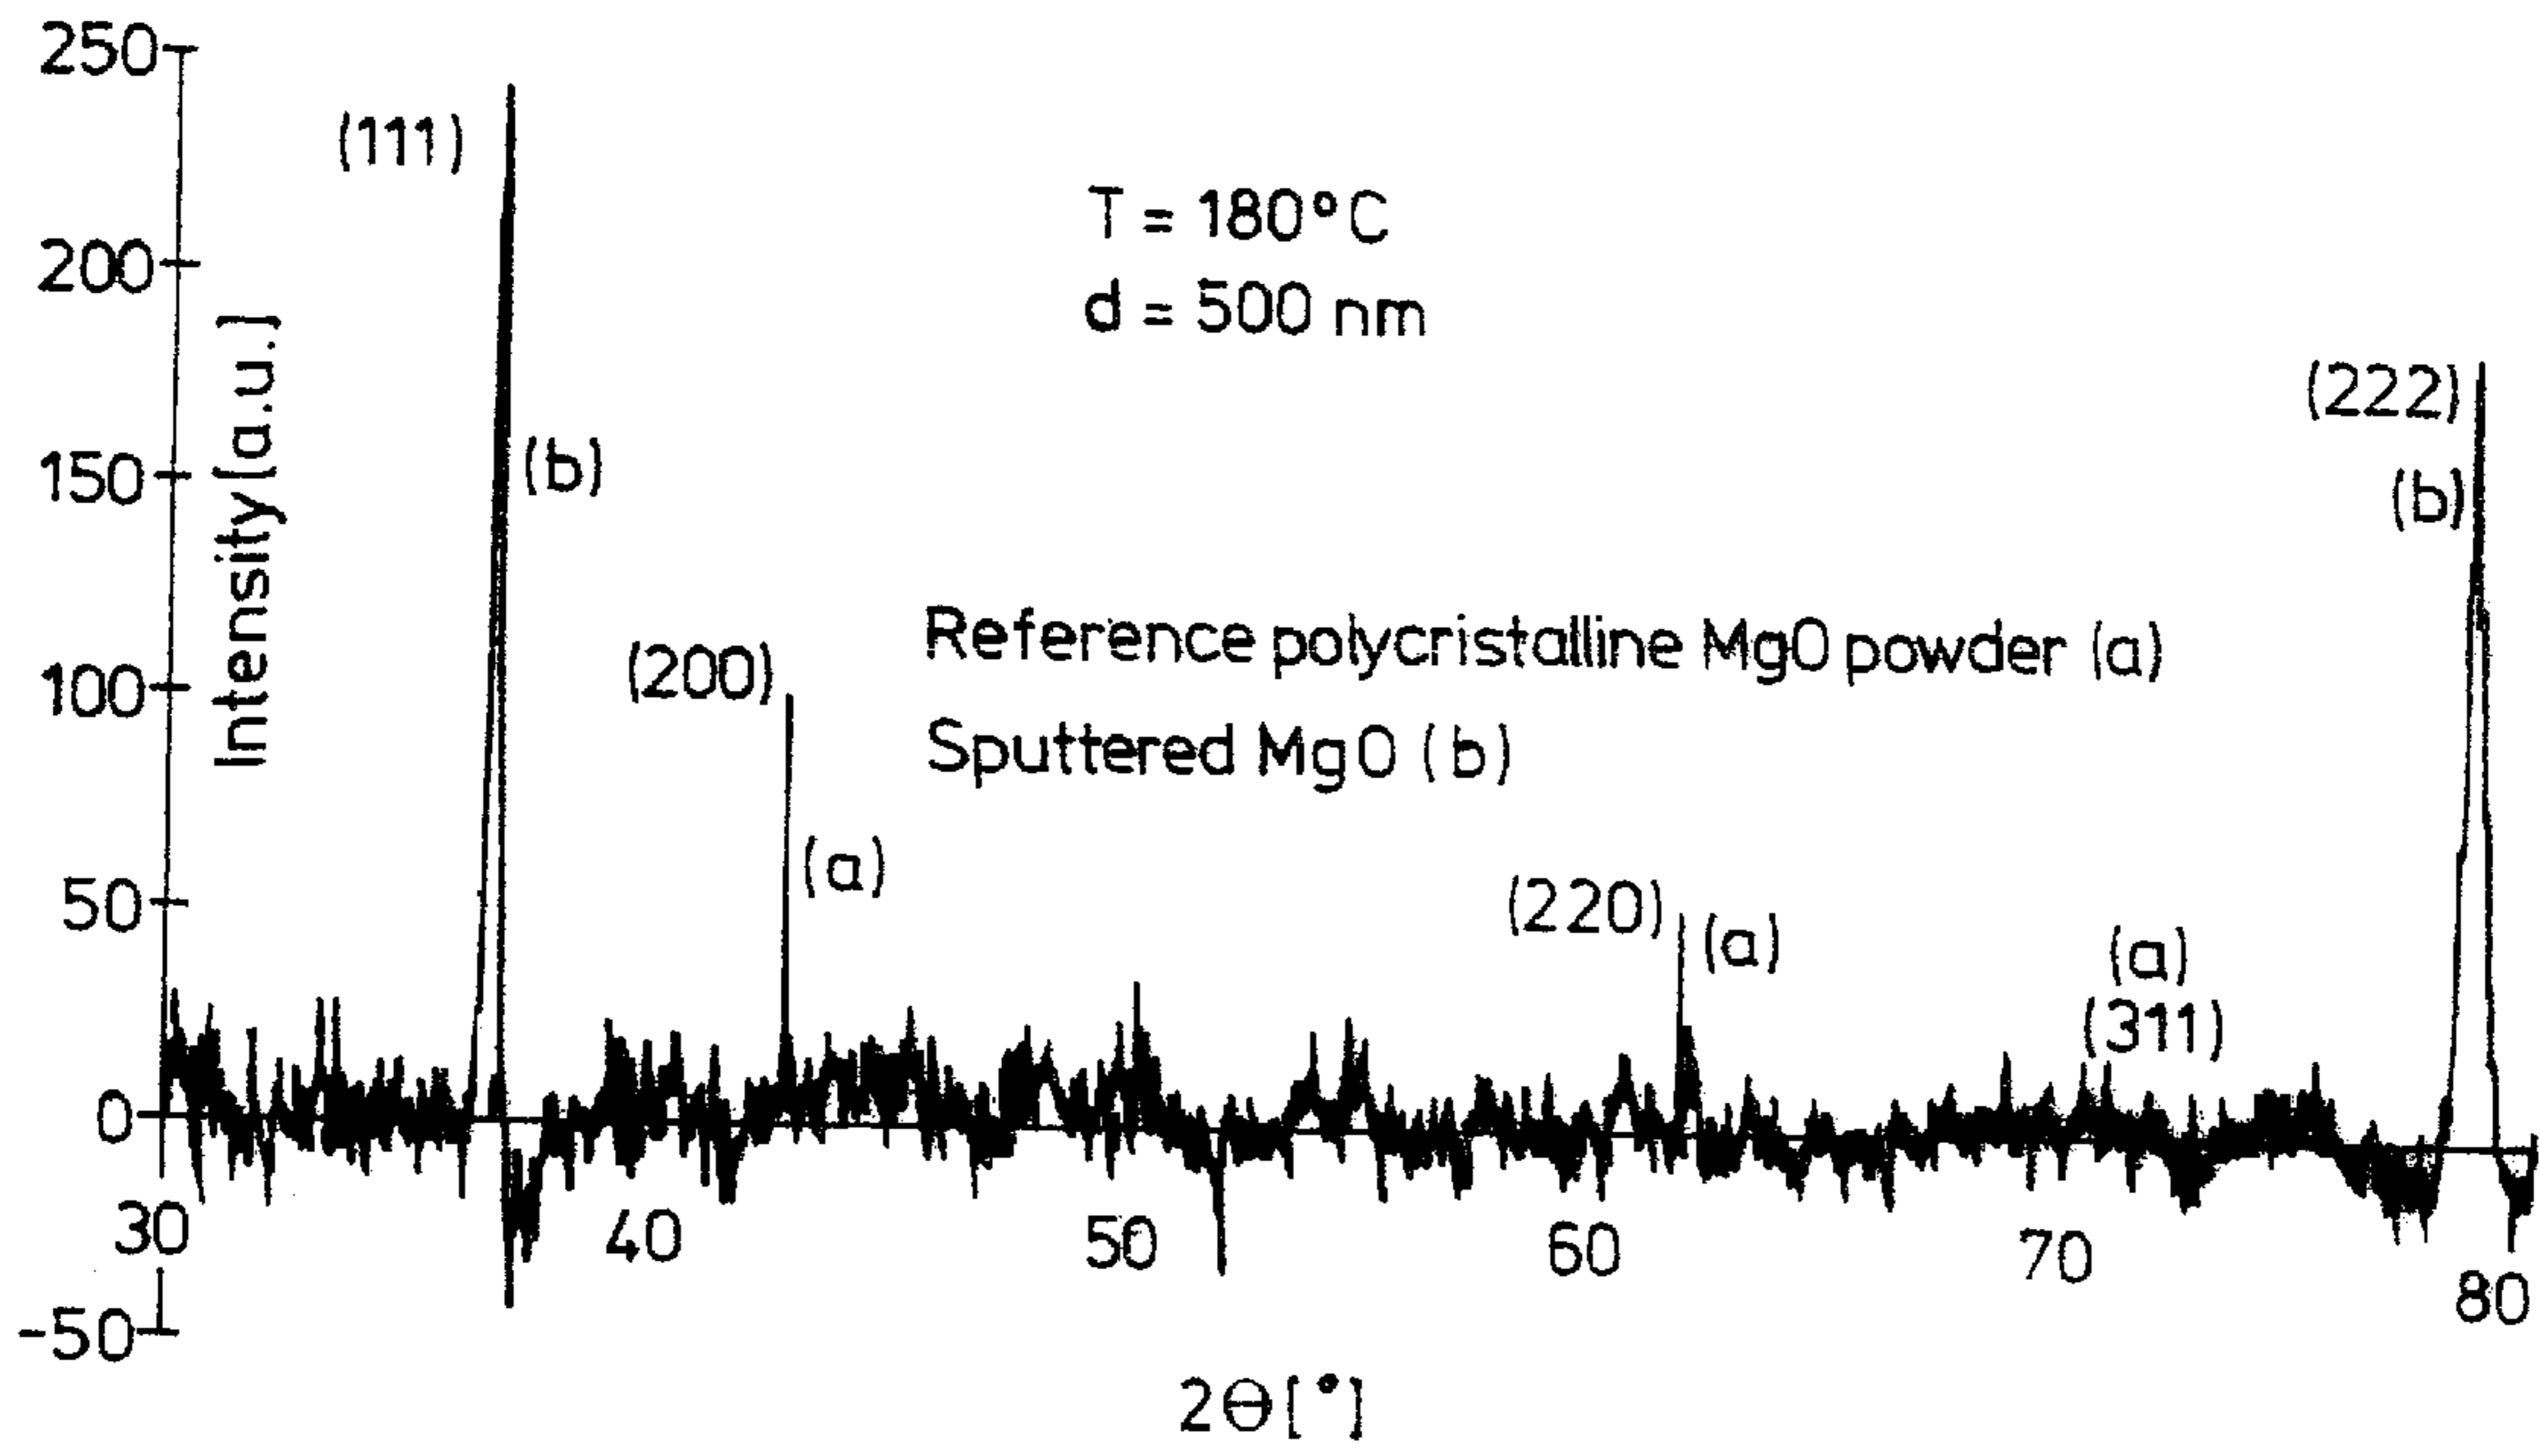 250
(111)
T = 180°C
200
d = 500 nm
Intensity[a.u.]
(222)
150
(b)
(b)
Reference polycristalline MgO powder (a)
(200)
100
Sputtered MgO (b)
(a)
50
(220)
(a)
(a)
(311)
0
30
40
50
60
70
80
-50
2Θ[°]